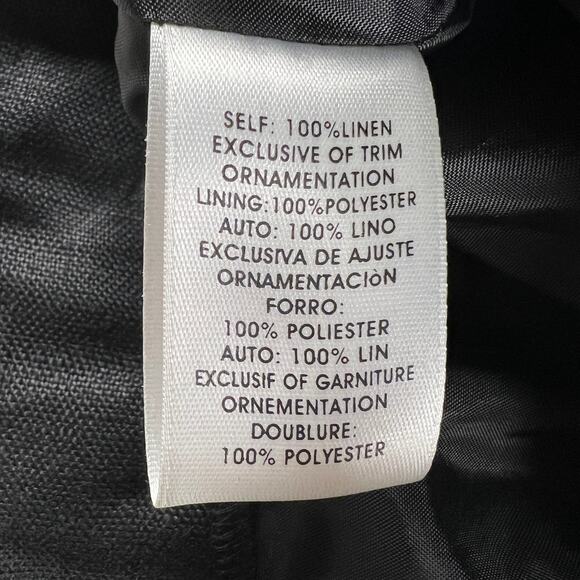 SELF: 100%LINEN
EXCLUSIVE OF TRIM
ORNAMENTATION
LINING:100%POLYESTER
AUTO: 100% LINO
EXCLUSIVA DE AJUSTE
ORNAMENTACIòN
FORRO:
100% POLIESTER
AUTO: 100% LIN
EXCLUSIF OF GARNITURE
ORNEMENTATION
DOUBLURE:
100% POLYESTER